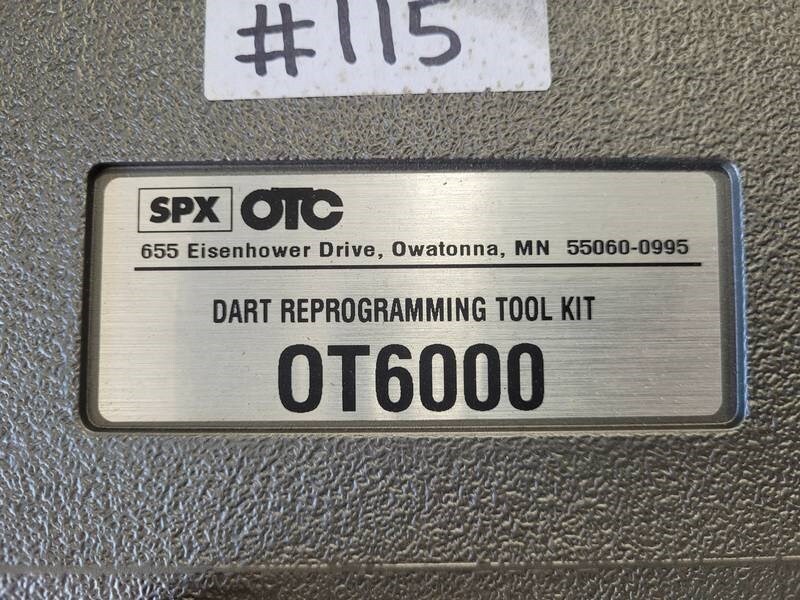 #115
SPX OTC
655 Eisenhower Drive, Owatonna, MN 55060-0995
DART REPROGRAMMING TOOL KIT
OT6000